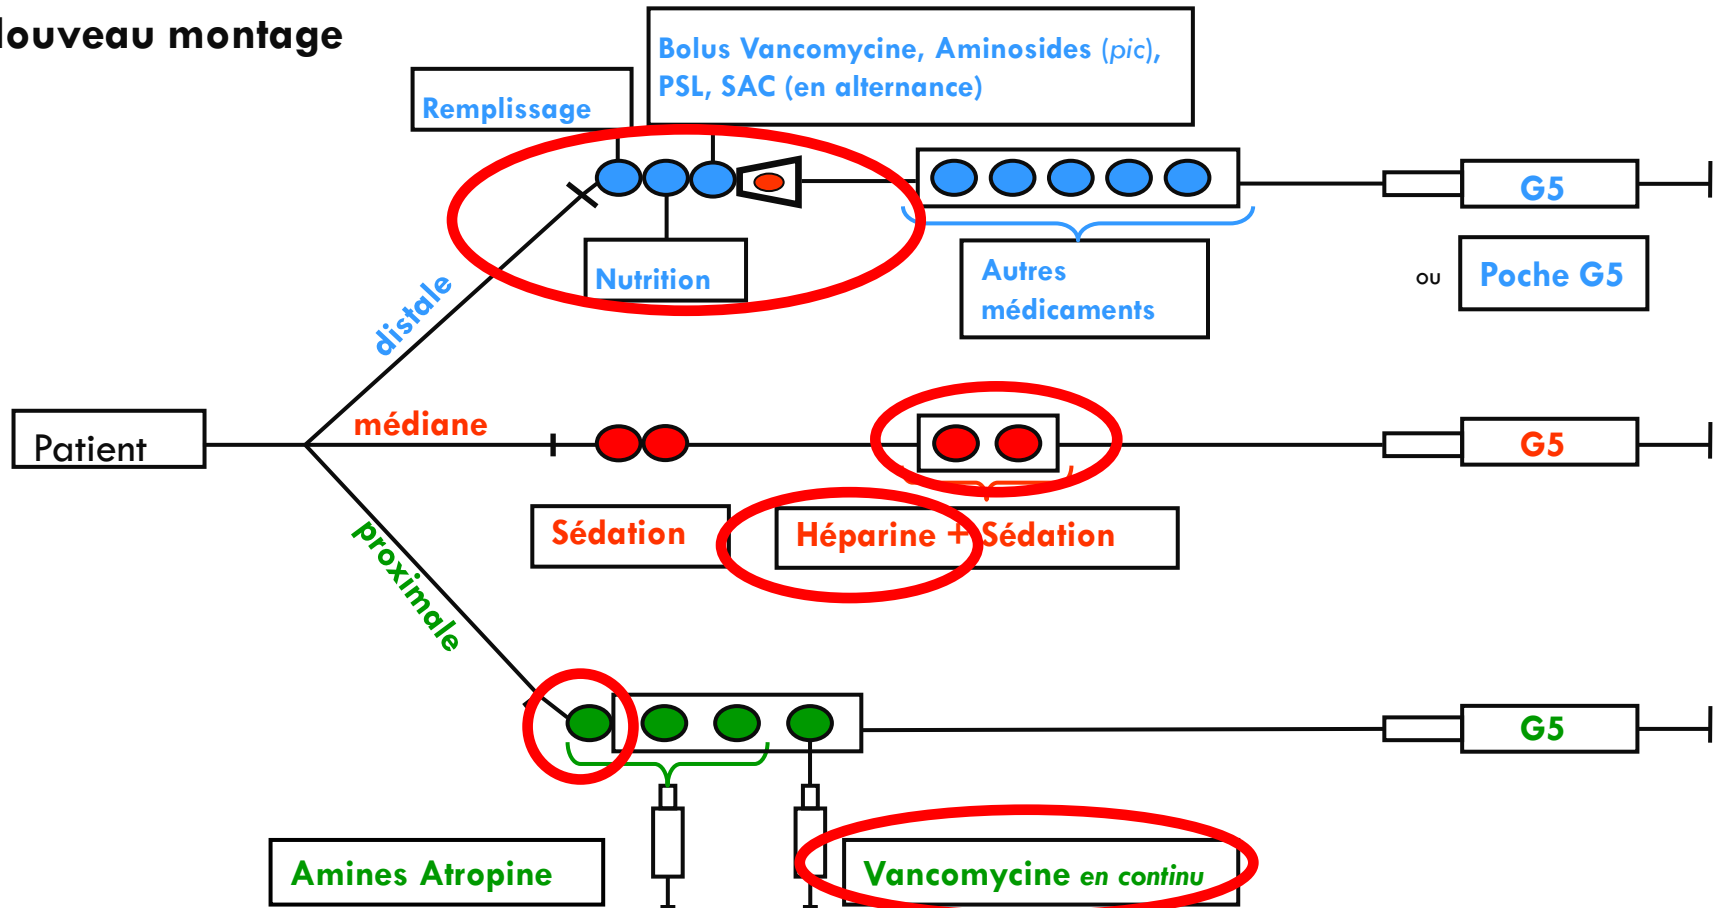 Nouveau montage
Bolus Vancomycine, Aminosides (pic),
PSL, SAC (en alternance)
Remplissage
G5
Nutrition
Autres
médicaments
ou
Poche G5
distale
médiane
Patient
G5
Sédation
Héparine + Sédation
proximale
G5
Amines Atropine
Vancomycine en continu